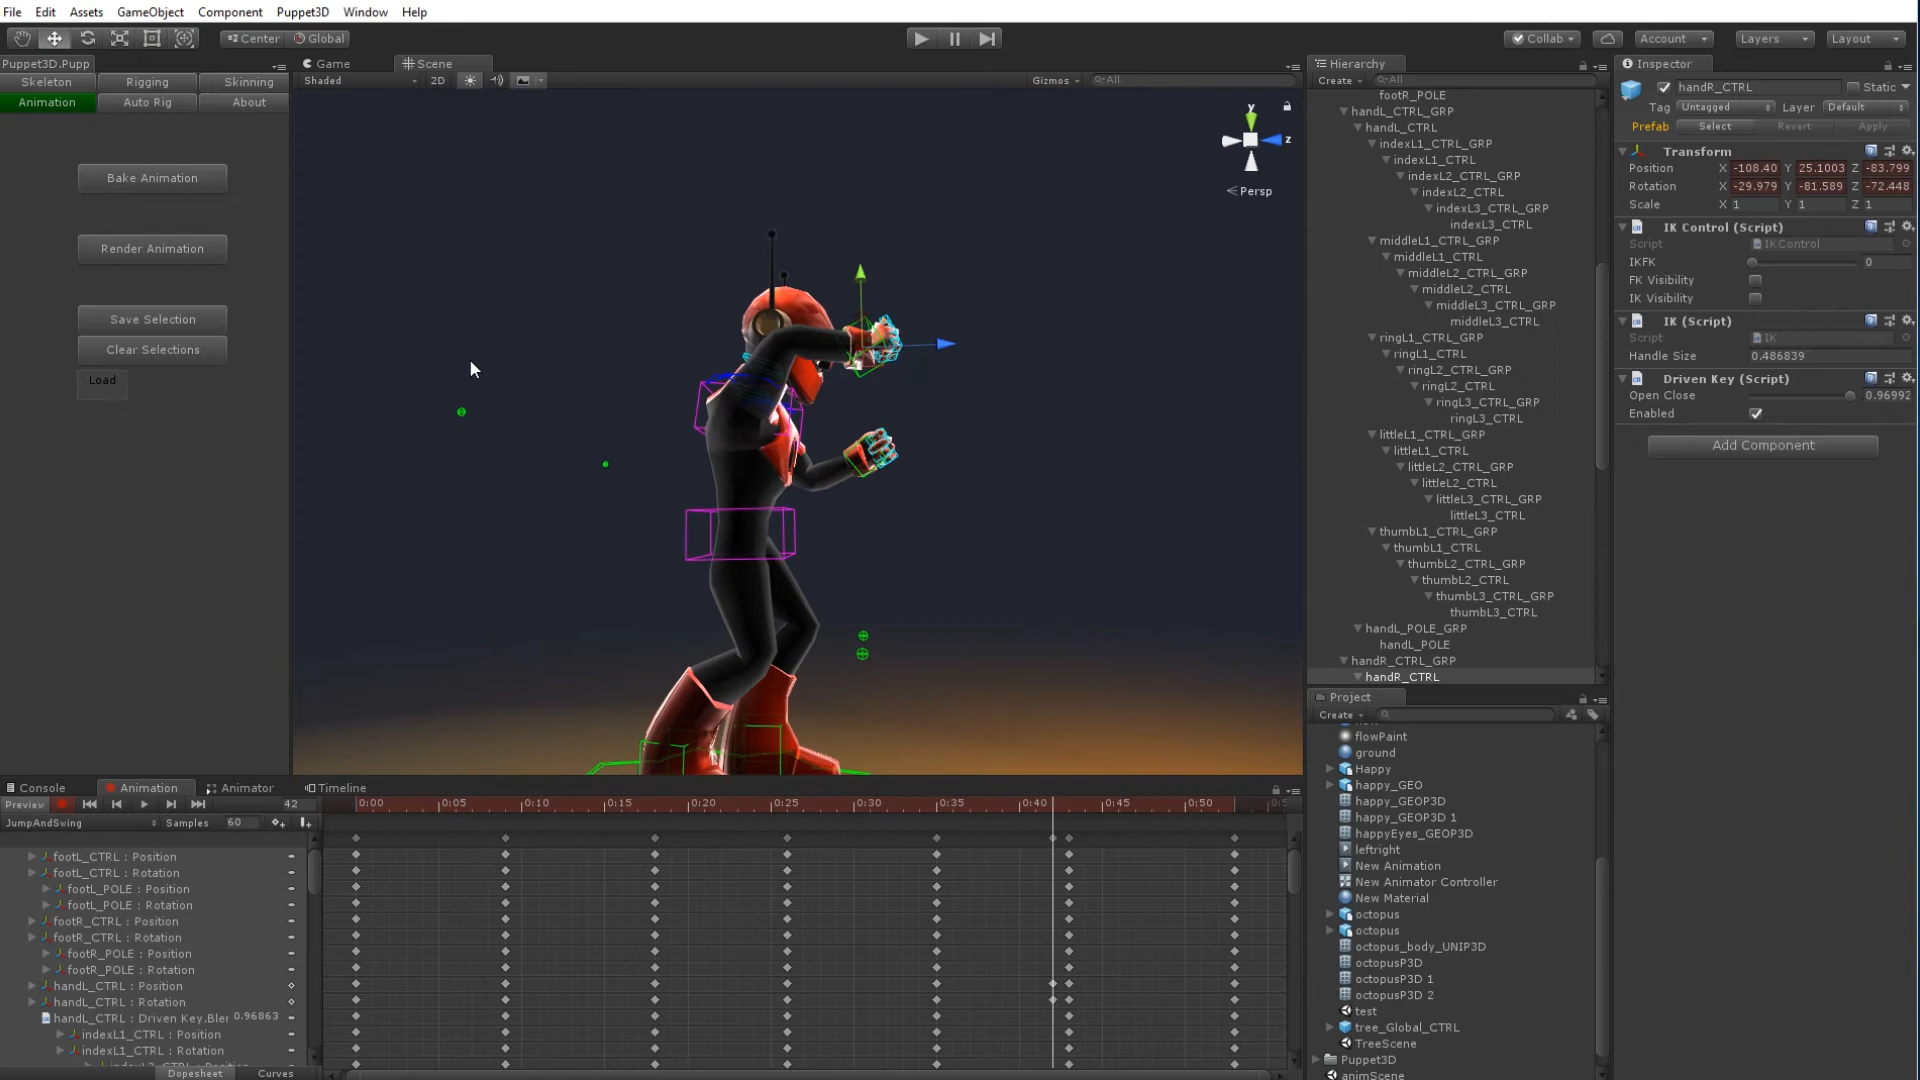 File Edit Assets GameObject Component Puppet3D Window Help
Center Global Collab Account Layers Layout
Puppet3D.Pupp
Skeleton Rigging Skinning
Animation Auto Rig About
Bake Animation
Render Animation
Save Selection
Clear Selections
Load
Game Scene
Shaded 2D Gizmos All
y
z
Persp
Hierarchy
Create All
footR_POLE
handL_CTRL_GRP
handL_CTRL
indexL1_CTRL_GRP
indexL1_CTRL
indexL2_CTRL_GRP
indexL2_CTRL
indexL3_CTRL_GRP
indexL3_CTRL
middleL1_CTRL_GRP
middleL1_CTRL
middleL2_CTRL_GRP
middleL2_CTRL
middleL3_CTRL_GRP
middleL3_CTRL
ringL1_CTRL_GRP
ringL1_CTRL
ringL2_CTRL_GRP
ringL2_CTRL
ringL3_CTRL_GRP
ringL3_CTRL
littleL1_CTRL_GRP
littleL1_CTRL
littleL2_CTRL_GRP
littleL2_CTRL
littleL3_CTRL_GRP
littleL3_CTRL
thumbL1_CTRL_GRP
thumbL1_CTRL
thumbL2_CTRL_GRP
thumbL2_CTRL
thumbL3_CTRL_GRP
thumbL3_CTRL
handL_POLE_GRP
handL_POLE
handR_CTRL_GRP
handR_CTRL
Inspector
handR_CTRL Static
Tag Untagged Layer Default
Prefab Select Revert Apply
Transform
Position X -108.40 Y 25.1003 Z -83.799
Rotation X -29.979 Y -81.589 Z -72.448
Scale X 1 Y 1 Z 1
IK Control (Script)
Script IKControl
IKFK 0
FK Visibility
IK Visibility
IK (Script)
Script IK
Handle Size 0.486839
Driven Key (Script)
Open Close 0.96992
Enabled
Add Component
Project
Create
flowPaint
ground
Happy
happy_GEO
happy_GEOP3D
happy_GEOP3D 1
happyEyes_GEOP3D
leftright
New Animation
New Animator Controller
New Material
octopus
octopus
octopus_body_UNIP3D
octopusP3D
octopusP3D 1
octopusP3D 2
test
tree_Global_CTRL
TreeScene
Puppet3D
animScene
Console Animation Animator Timeline
Preview 42 0:00 0:05 0:10 0:15 0:20 0:25 0:30 0:35 0:40 0:45 0:50
JumpAndSwing Samples 60
footL_CTRL : Position
footL_CTRL : Rotation
footL_POLE : Position
footL_POLE : Rotation
footR_CTRL : Position
footR_CTRL : Rotation
footR_POLE : Position
footR_POLE : Rotation
handL_CTRL : Position
handL_CTRL : Rotation
handL_CTRL : Driven Key.Bler 0.96863
indexL1_CTRL : Position
indexL1_CTRL : Rotation
Dopesheet Curves